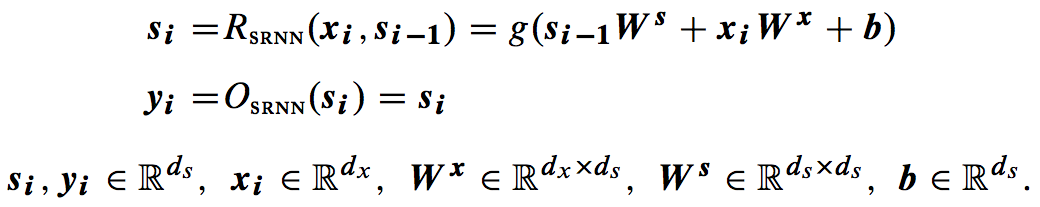 s_i = R_SRNN(x_i, s_{i−1}) = g(s_{i−1}W^s + x_iW^x + b)
y_i = O_SRNN(s_i) = s_i
s_i, y_i ∈ ℝ^{d_s}, x_i ∈ ℝ^{d_x}, W^x ∈ ℝ^{d_x×d_s}, W^s ∈ ℝ^{d_s×d_s}, b ∈ ℝ^{d_s}.